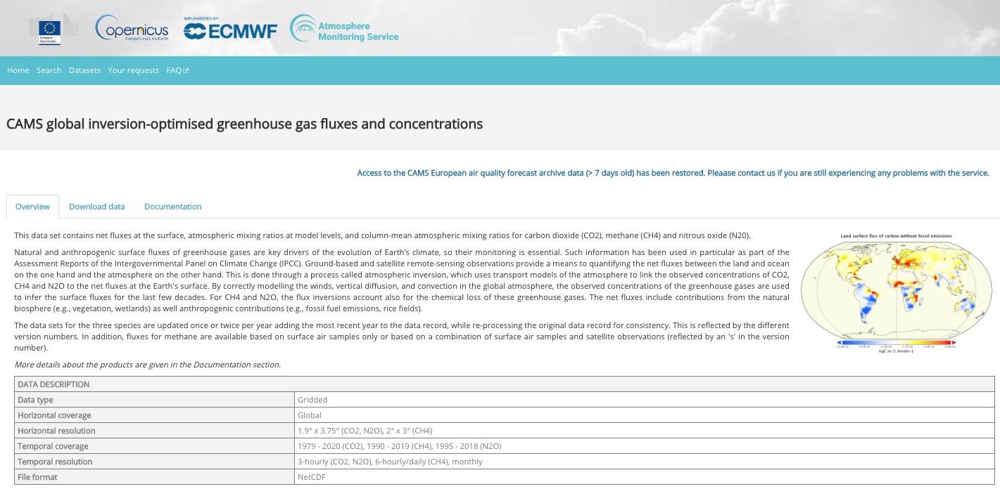 European
Commission
Copernicus
Europe's eyes on Earth
IMPLEMENTED BY
ECMWF
Atmosphere
Monitoring Service
Home Search Datasets Your requests FAQ
CAMS global inversion-optimised greenhouse gas fluxes and concentrations
Access to the CAMS European air quality forecast archive data (> 7 days old) has been restored. Pleaase contact us if you are still experiencing any problems with the service.
Overview Download data Documentation
This data set contains net fluxes at the surface, atmospheric mixing ratios at model levels, and column-mean atmospheric mixing ratios for carbon dioxide (CO2), methane (CH4) and nitrous oxide (N20).
Natural and anthropogenic surface fluxes of greenhouse gases are key drivers of the evolution of Earth's climate, so their monitoring is essential. Such information has been used in particular as part of the
Assessment Reports of the Intergovernmental Panel on Climate Change (IPCC). Ground-based and satellite remote-sensing observations provide a means to quantifying the net fluxes between the land and ocean
on the one hand and the atmosphere on the other hand. This is done through a process called atmospheric inversion, which uses transport models of the atmosphere to link the observed concentrations of CO2,
CH4 and N2O to the net fluxes at the Earth's surface. By correctly modelling the winds, vertical diffusion, and convection in the global atmosphere, the observed concentrations of the greenhouse gases are used
to infer the surface fluxes for the last few decades. For CH4 and N2O, the flux inversions account also for the chemical loss of these greenhouse gases. The net fluxes include contributions from the natural
biosphere (e.g., vegetation, wetlands) as well anthropogenic contributions (e.g., fossil fuel emissions, rice fields).
The data sets for the three species are updated once or twice per year adding the most recent year to the data record, while re-processing the original data record for consistency. This is reflected by the different
version numbers. In addition, fluxes for methane are available based on surface air samples only or based on a combination of surface air samples and satellite observations (reflected by an 's' in the version
number).
More details about the products are given in the Documentation section.
Land surface flux of carbon without fossil emissions
kgC m-2 month-1
DATA DESCRIPTION
Data type Gridded
Horizontal coverage Global
Horizontal resolution 1.9° x 3.75° (CO2, N2O), 2° x 3° (CH4)
Temporal coverage 1979 - 2020 (CO2), 1990 - 2019 (CH4), 1995 - 2018 (N2O)
Temporal resolution 3-hourly (CO2, N2O), 6-hourly/daily (CH4), monthly
File format NetCDF